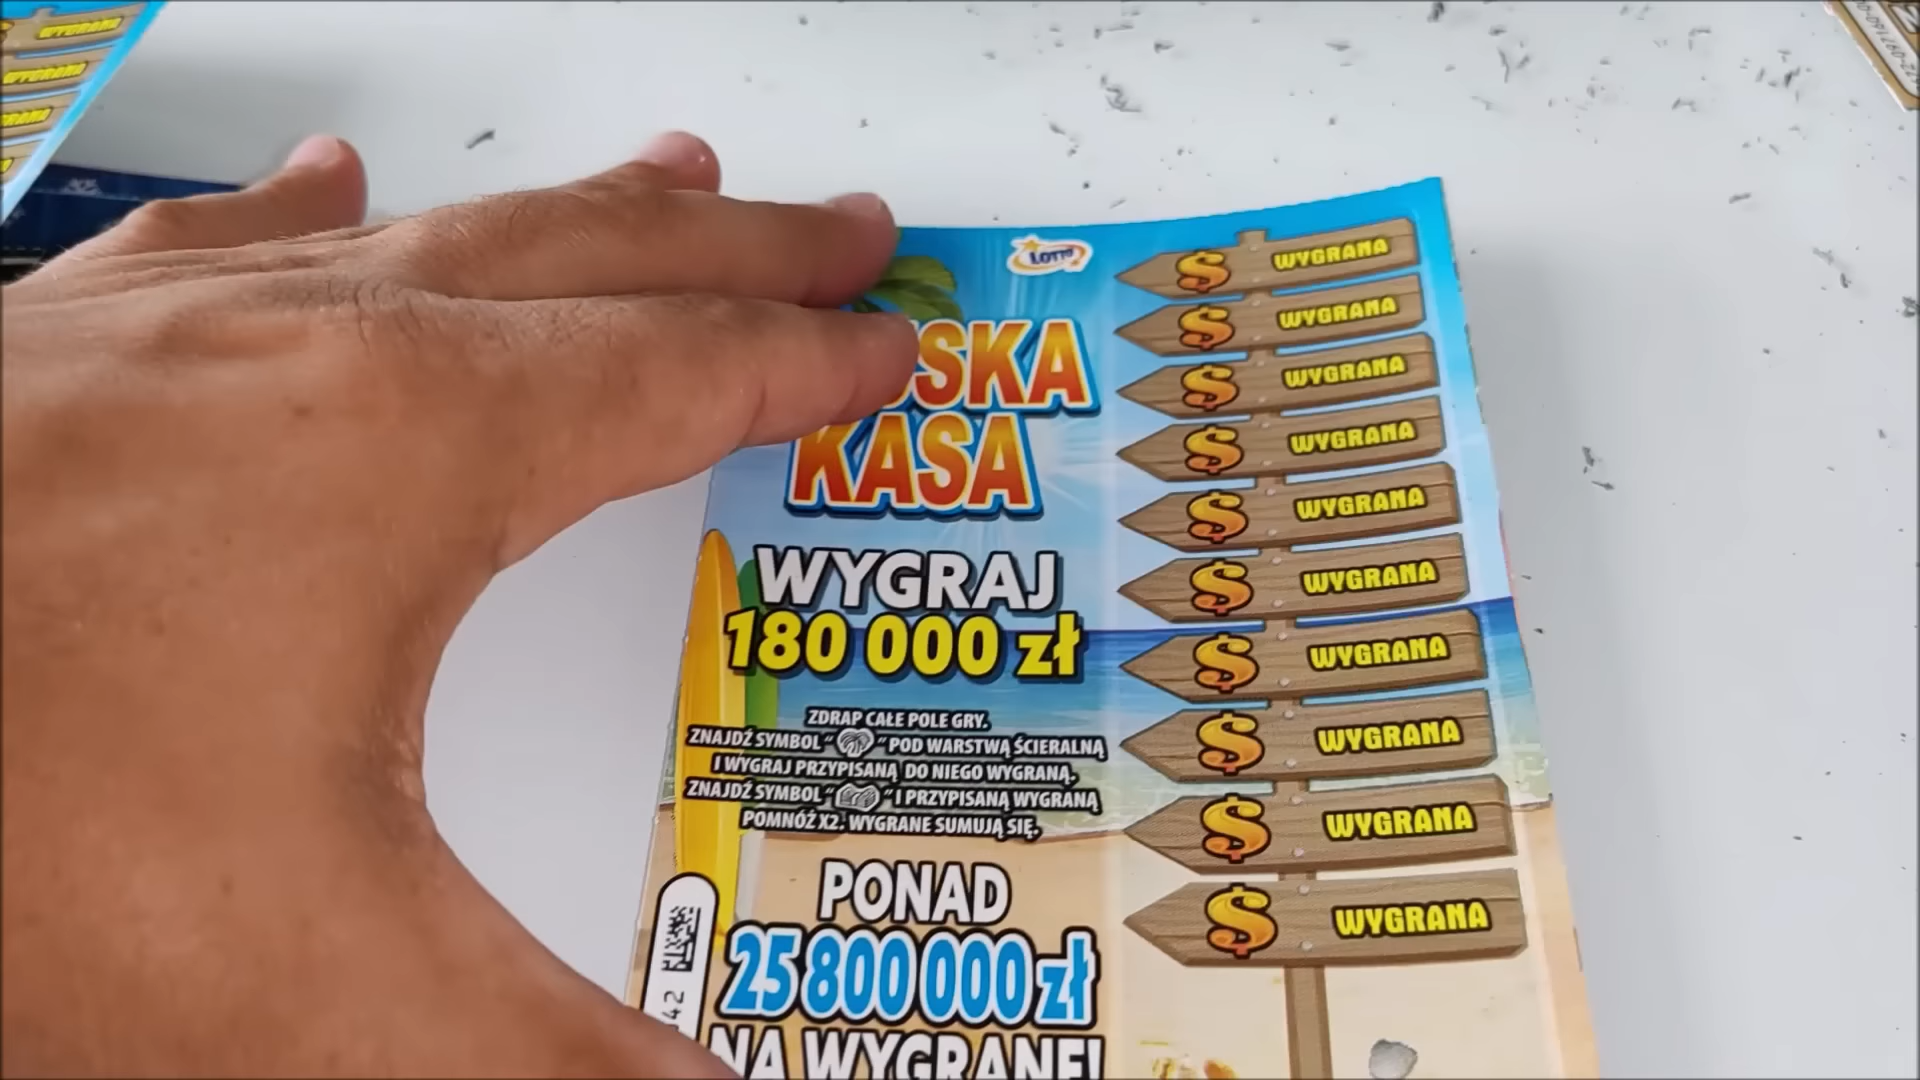 WYGRANA
WYGRANA
LOTTO
KASA
WYGRAJ
180 000 zł
ZDRAP CAŁE POLE GRY.
ZNAJDŹ SYMBOL “ ” POD WARSTWĄ ŚCIERALNĄ
I WYGRAJ PRZYPISANĄ DO NIEGO WYGRANĄ.
ZNAJDŹ SYMBOL “ ” I PRZYPISANĄ WYGRANĄ
POMNÓŻ X2. WYGRANE SUMUJĄ SIĘ.
PONAD
25 800 000 zł
NA WYGRANE!
$ WYGRANA
$ WYGRANA
$ WYGRANA
$ WYGRANA
$ WYGRANA
$ WYGRANA
$ WYGRANA
$ WYGRANA
$ WYGRANA
$ WYGRANA